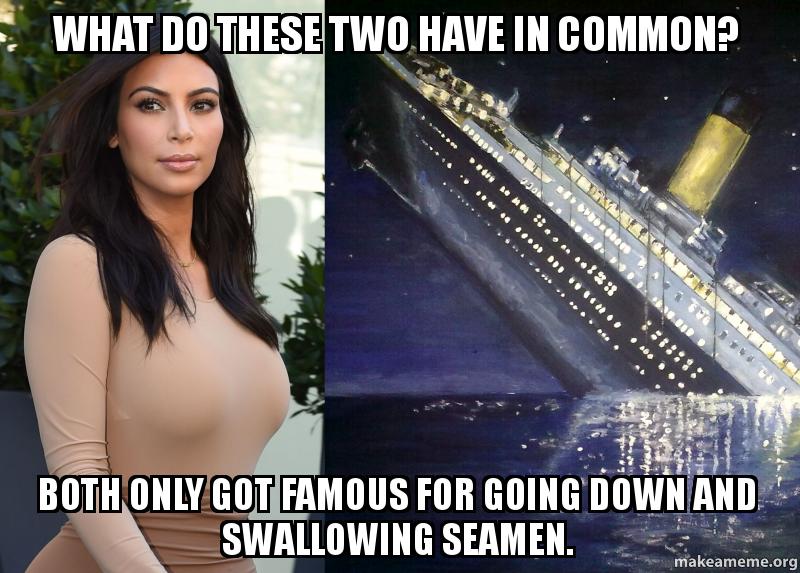 WHAT DO THESE TWO HAVE IN COMMON?
BOTH ONLY GOT FAMOUS FOR GOING DOWN AND
SWALLOWING SEAMEN.
makeameme.org